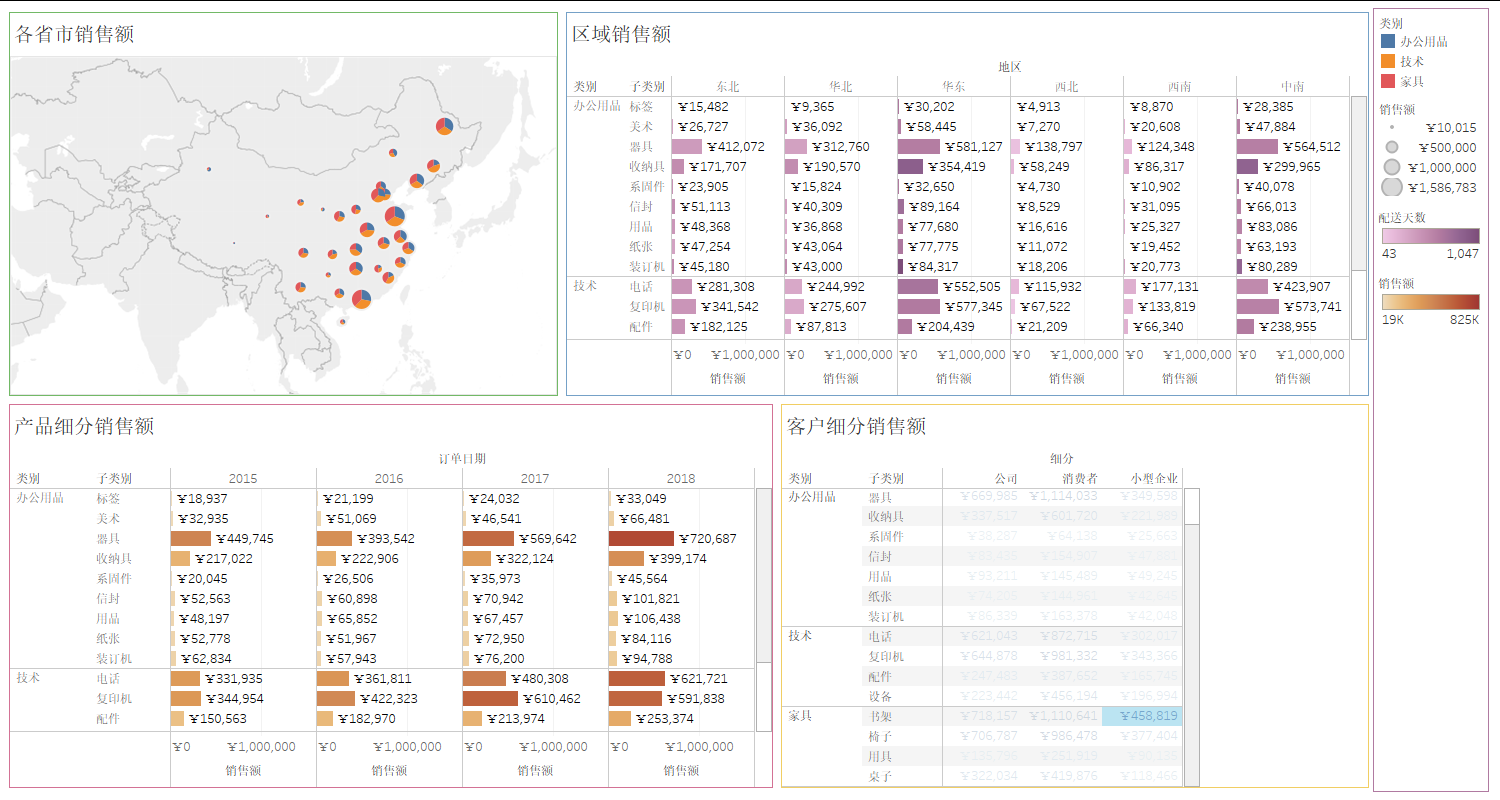 各省市销售额
区域销售额
地区
类别 子类别 东北 华北 华东 西北 西南 中南
办公用品 标签 ¥15,482 ¥9,365 ¥30,202 ¥4,913 ¥8,870 ¥28,385
美术 ¥26,727 ¥36,092 ¥58,445 ¥7,270 ¥20,608 ¥47,884
器具 ¥412,072 ¥312,760 ¥581,127 ¥138,797 ¥124,348 ¥564,512
收纳具 ¥171,707 ¥190,570 ¥354,419 ¥58,249 ¥86,317 ¥299,965
系固件 ¥23,905 ¥15,824 ¥32,650 ¥4,730 ¥10,902 ¥40,078
信封 ¥51,113 ¥40,309 ¥89,164 ¥8,529 ¥31,095 ¥66,013
用品 ¥48,368 ¥36,868 ¥77,680 ¥16,616 ¥25,327 ¥83,086
纸张 ¥47,254 ¥43,064 ¥77,775 ¥11,072 ¥19,452 ¥63,193
装订机 ¥45,180 ¥43,000 ¥84,317 ¥18,206 ¥20,773 ¥80,289
技术 电话 ¥281,308 ¥244,992 ¥552,505 ¥115,932 ¥177,131 ¥423,907
复印机 ¥341,542 ¥275,607 ¥577,345 ¥67,522 ¥133,819 ¥573,741
配件 ¥182,125 ¥87,813 ¥204,439 ¥21,209 ¥66,340 ¥238,955
¥0 ¥1,000,000 ¥0 ¥1,000,000 ¥0 ¥1,000,000 ¥0 ¥1,000,000 ¥0 ¥1,000,000 ¥0 ¥1,000,000
销售额 销售额 销售额 销售额 销售额 销售额
类别
办公用品
技术
家具
销售额
¥10,015
¥500,000
¥1,000,000
¥1,586,783
配送天数
43 1,047
销售额
19K 825K
产品细分销售额
订单日期
类别 子类别 2015 2016 2017 2018
办公用品 标签 ¥18,937 ¥21,199 ¥24,032 ¥33,049
美术 ¥32,935 ¥51,069 ¥46,541 ¥66,481
器具 ¥449,745 ¥393,542 ¥569,642 ¥720,687
收纳具 ¥217,022 ¥222,906 ¥322,124 ¥399,174
系固件 ¥20,045 ¥26,506 ¥35,973 ¥45,564
信封 ¥52,563 ¥60,898 ¥70,942 ¥101,821
用品 ¥48,197 ¥65,852 ¥67,457 ¥106,438
纸张 ¥52,778 ¥51,967 ¥72,950 ¥84,116
装订机 ¥62,834 ¥57,943 ¥76,200 ¥94,788
技术 电话 ¥331,935 ¥361,811 ¥480,308 ¥621,721
复印机 ¥344,954 ¥422,323 ¥610,462 ¥591,838
配件 ¥150,563 ¥182,970 ¥213,974 ¥253,374
¥0 ¥1,000,000 ¥0 ¥1,000,000 ¥0 ¥1,000,000 ¥0 ¥1,000,000
销售额 销售额 销售额 销售额
客户细分销售额
细分
类别 子类别 公司 消费者 小型企业
办公用品 器具 ¥669,985 ¥1,114,033 ¥349,598
收纳具 ¥337,517 ¥601,720 ¥221,989
系固件 ¥38,287 ¥64,138 ¥25,663
信封
用品 ¥93,211 ¥145,489 ¥49,245
纸张
装订机 ¥86,339 ¥163,378 ¥42,048
技术 电话 ¥621,043 ¥872,715 ¥302,017
复印机 ¥644,878 ¥981,332 ¥343,366
配件 ¥247,483 ¥387,652 ¥165,745
设备 ¥223,442 ¥456,194 ¥196,994
家具 书架 ¥718,157 ¥1,110,641 ¥458,819
椅子 ¥706,787 ¥986,478 ¥377,404
用具 ¥251,919
桌子 ¥322,034 ¥419,876 ¥118,466